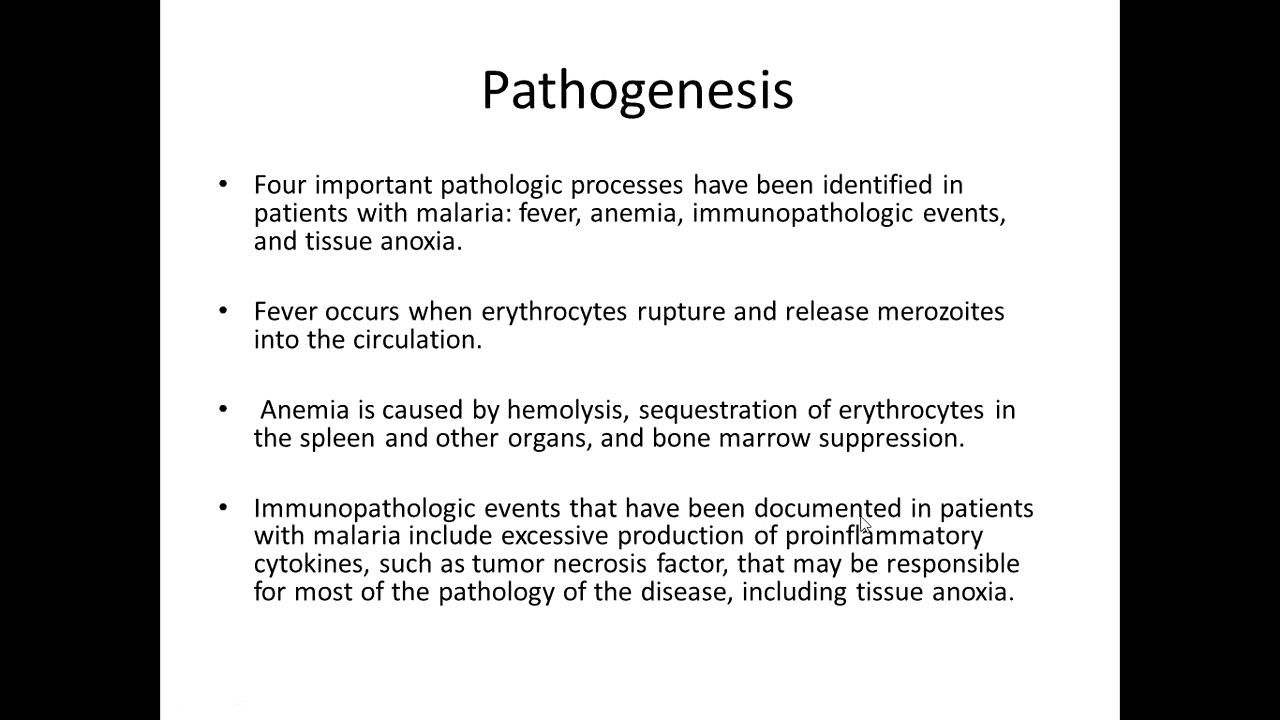 Pathogenesis
• Four important pathologic processes have been identified in
patients with malaria: fever, anemia, immunopathologic events,
and tissue anoxia.
• Fever occurs when erythrocytes rupture and release merozoites
into the circulation.
• Anemia is caused by hemolysis, sequestration of erythrocytes in
the spleen and other organs, and bone marrow suppression.
• Immunopathologic events that have been documented in patients
with malaria include excessive production of proinflammatory
cytokines, such as tumor necrosis factor, that may be responsible
for most of the pathology of the disease, including tissue anoxia.